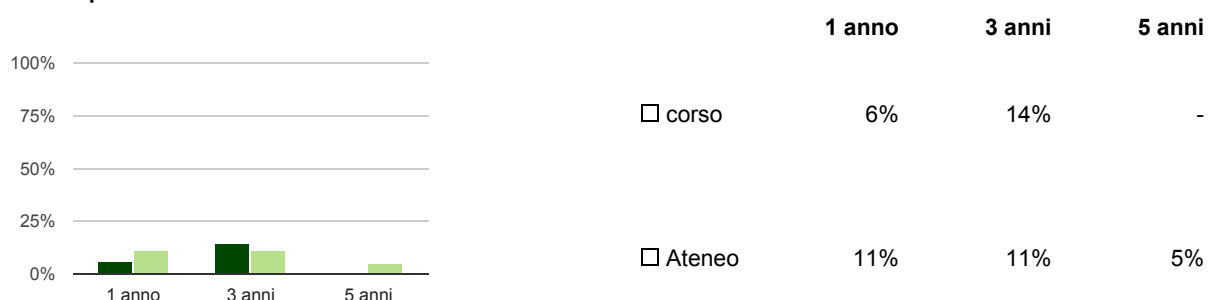 1 anno 3 anni 5 anni
100%
75%
50%
25%
0%
1 anno 3 anni 5 anni
corso 6% 14% -
Ateneo 11% 11% 5%